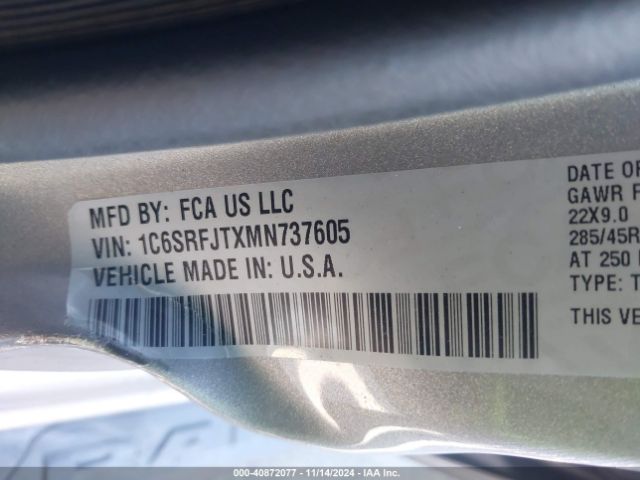 MFD BY: FCA US LLC
VIN: 1C6SRFJTXMN737605
VEHICLE MADE IN: U.S.A.
DATE OF
GAWR F
22X9.0
285/45R
AT 250
TYPE: T
THIS VE
000-40872077 - 11/14/2024 - IAA Inc.